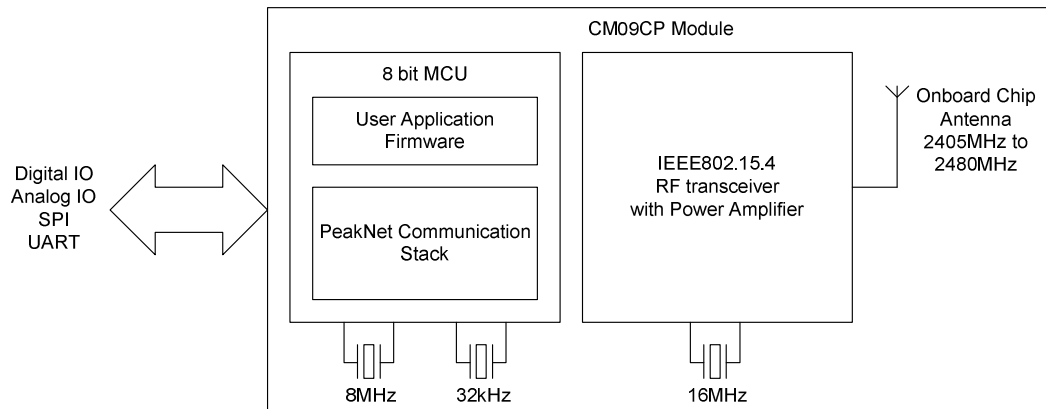 CM09CP Module
8 bit MCU
User Application
Firmware
PeakNet Communication
Stack
IEEE802.15.4
RF transceiver
with Power Amplifier
Onboard Chip
Antenna
2405MHz to
2480MHz
Digital IO
Analog IO
SPI
UART
8MHz
32kHz
16MHz